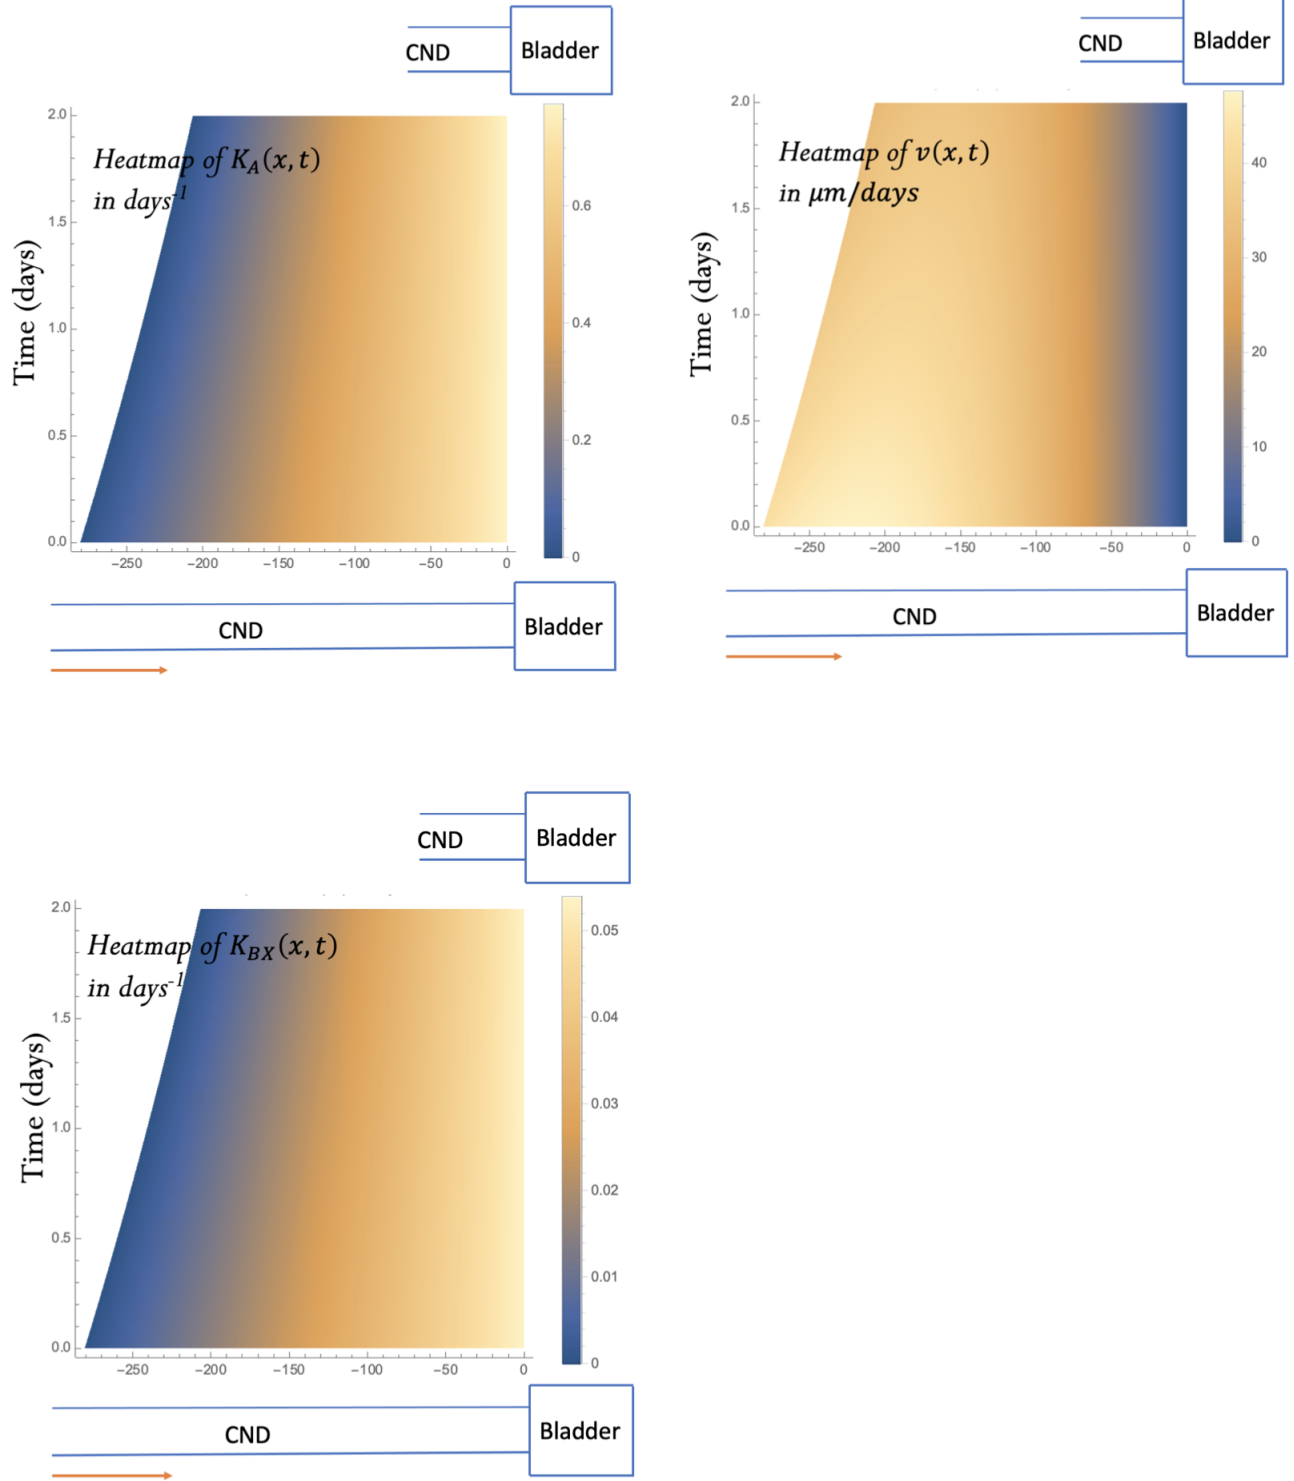 CND
Bladder
2.0
1.5
1.0
0.5
0.0
Time (days)
Heatmap of K_A(x, t)
in days^-1
0.6
0.4
0.2
0
−250 −200 −150 −100 −50 0
CND
Bladder
CND
Bladder
2.0
1.5
1.0
0.5
0.0
Time (days)
Heatmap of v(x, t)
in μm/days
40
30
20
10
0
−250 −200 −150 −100 −50 0
CND
Bladder
CND
Bladder
2.0
1.5
1.0
0.5
0.0
Time (days)
Heatmap of K_BX(x, t)
in days^-1
0.05
0.04
0.03
0.02
0.01
0
−250 −200 −150 −100 −50 0
CND
Bladder